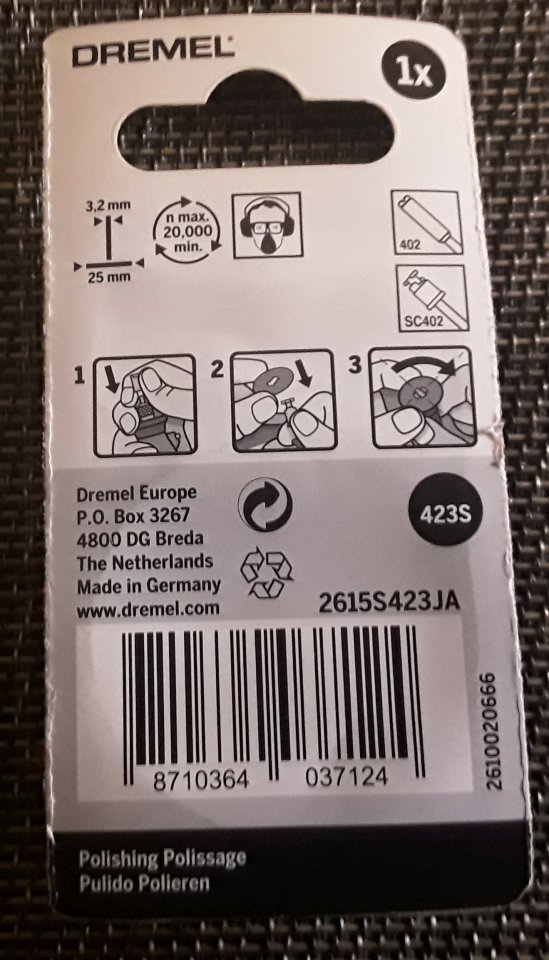 DREMEL
1x
3,2 mm
25 mm
n max.
20,000
min.
402
SC402
1
2
3
Dremel Europe
P.O. Box 3267
4800 DG Breda
The Netherlands
Made in Germany
www.dremel.com
423S
2615S423JA
8710364 037124
2610020666
Polishing Polissage
Pulido Polieren